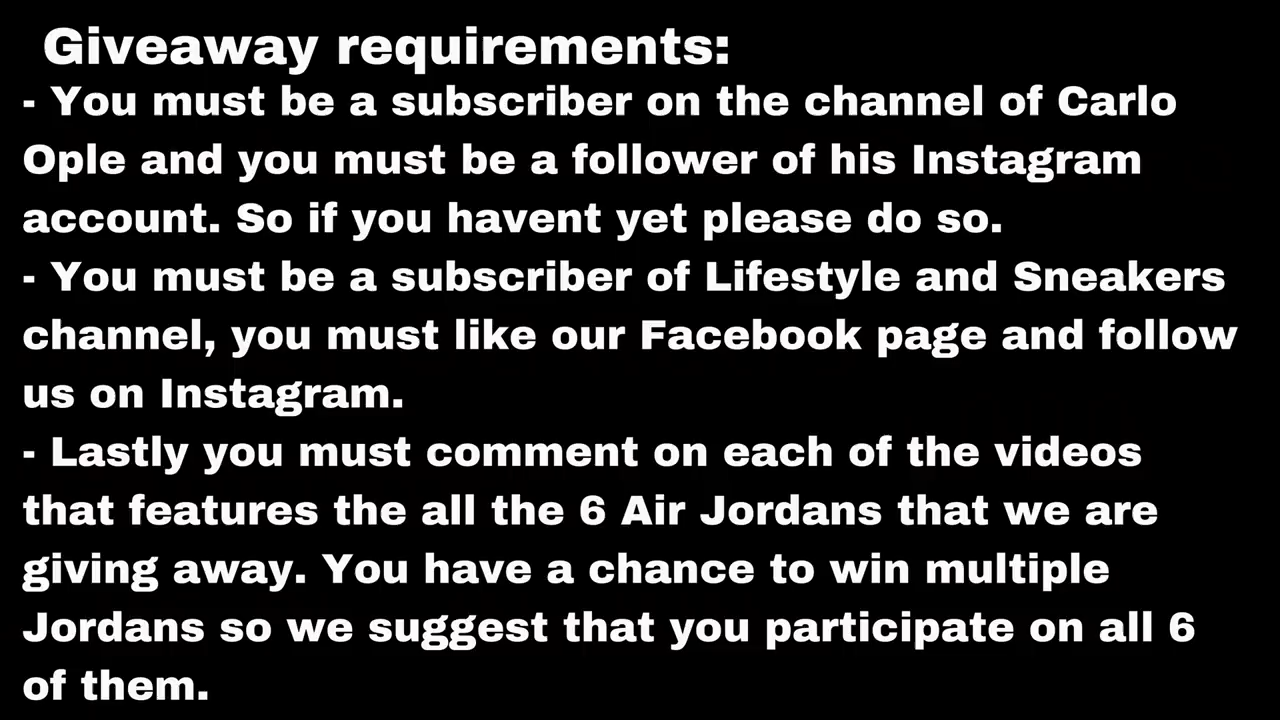 Giveaway requirements:
- You must be a subscriber on the channel of Carlo
Ople and you must be a follower of his Instagram
account. So if you havent yet please do so.
- You must be a subscriber of Lifestyle and Sneakers
channel, you must like our Facebook page and follow
us on Instagram.
- Lastly you must comment on each of the videos
that features the all the 6 Air Jordans that we are
giving away. You have a chance to win multiple
Jordans so we suggest that you participate on all 6
of them.